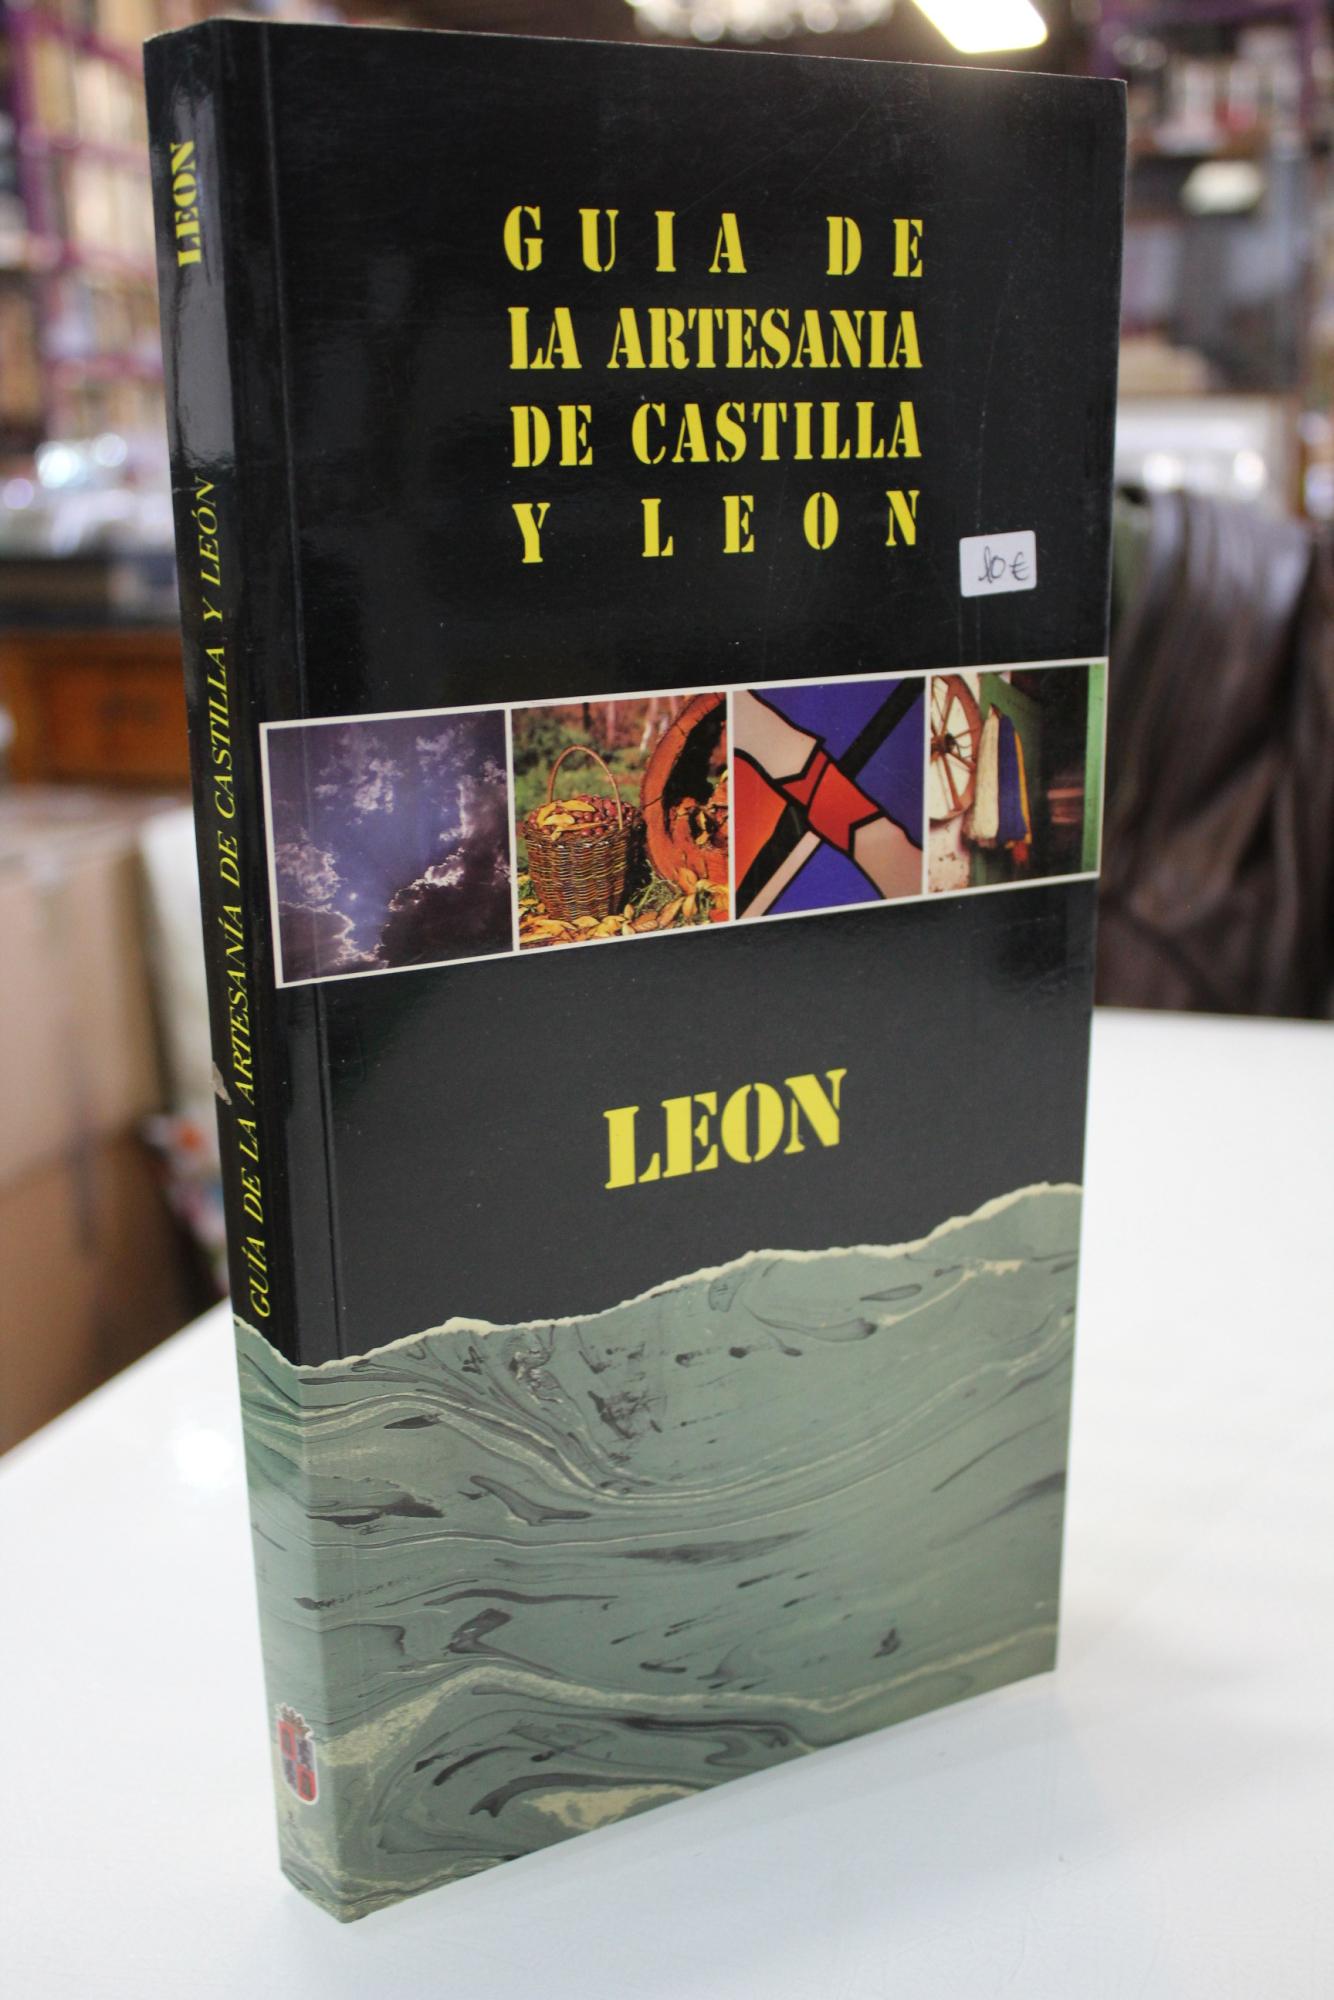 GUIA DE
LA ARTESANIA
DE CASTILLA
Y LEON
10€
LEON
LEON
GUÍA DE LA ARTESANÍA DE CASTILLA Y LEÓN